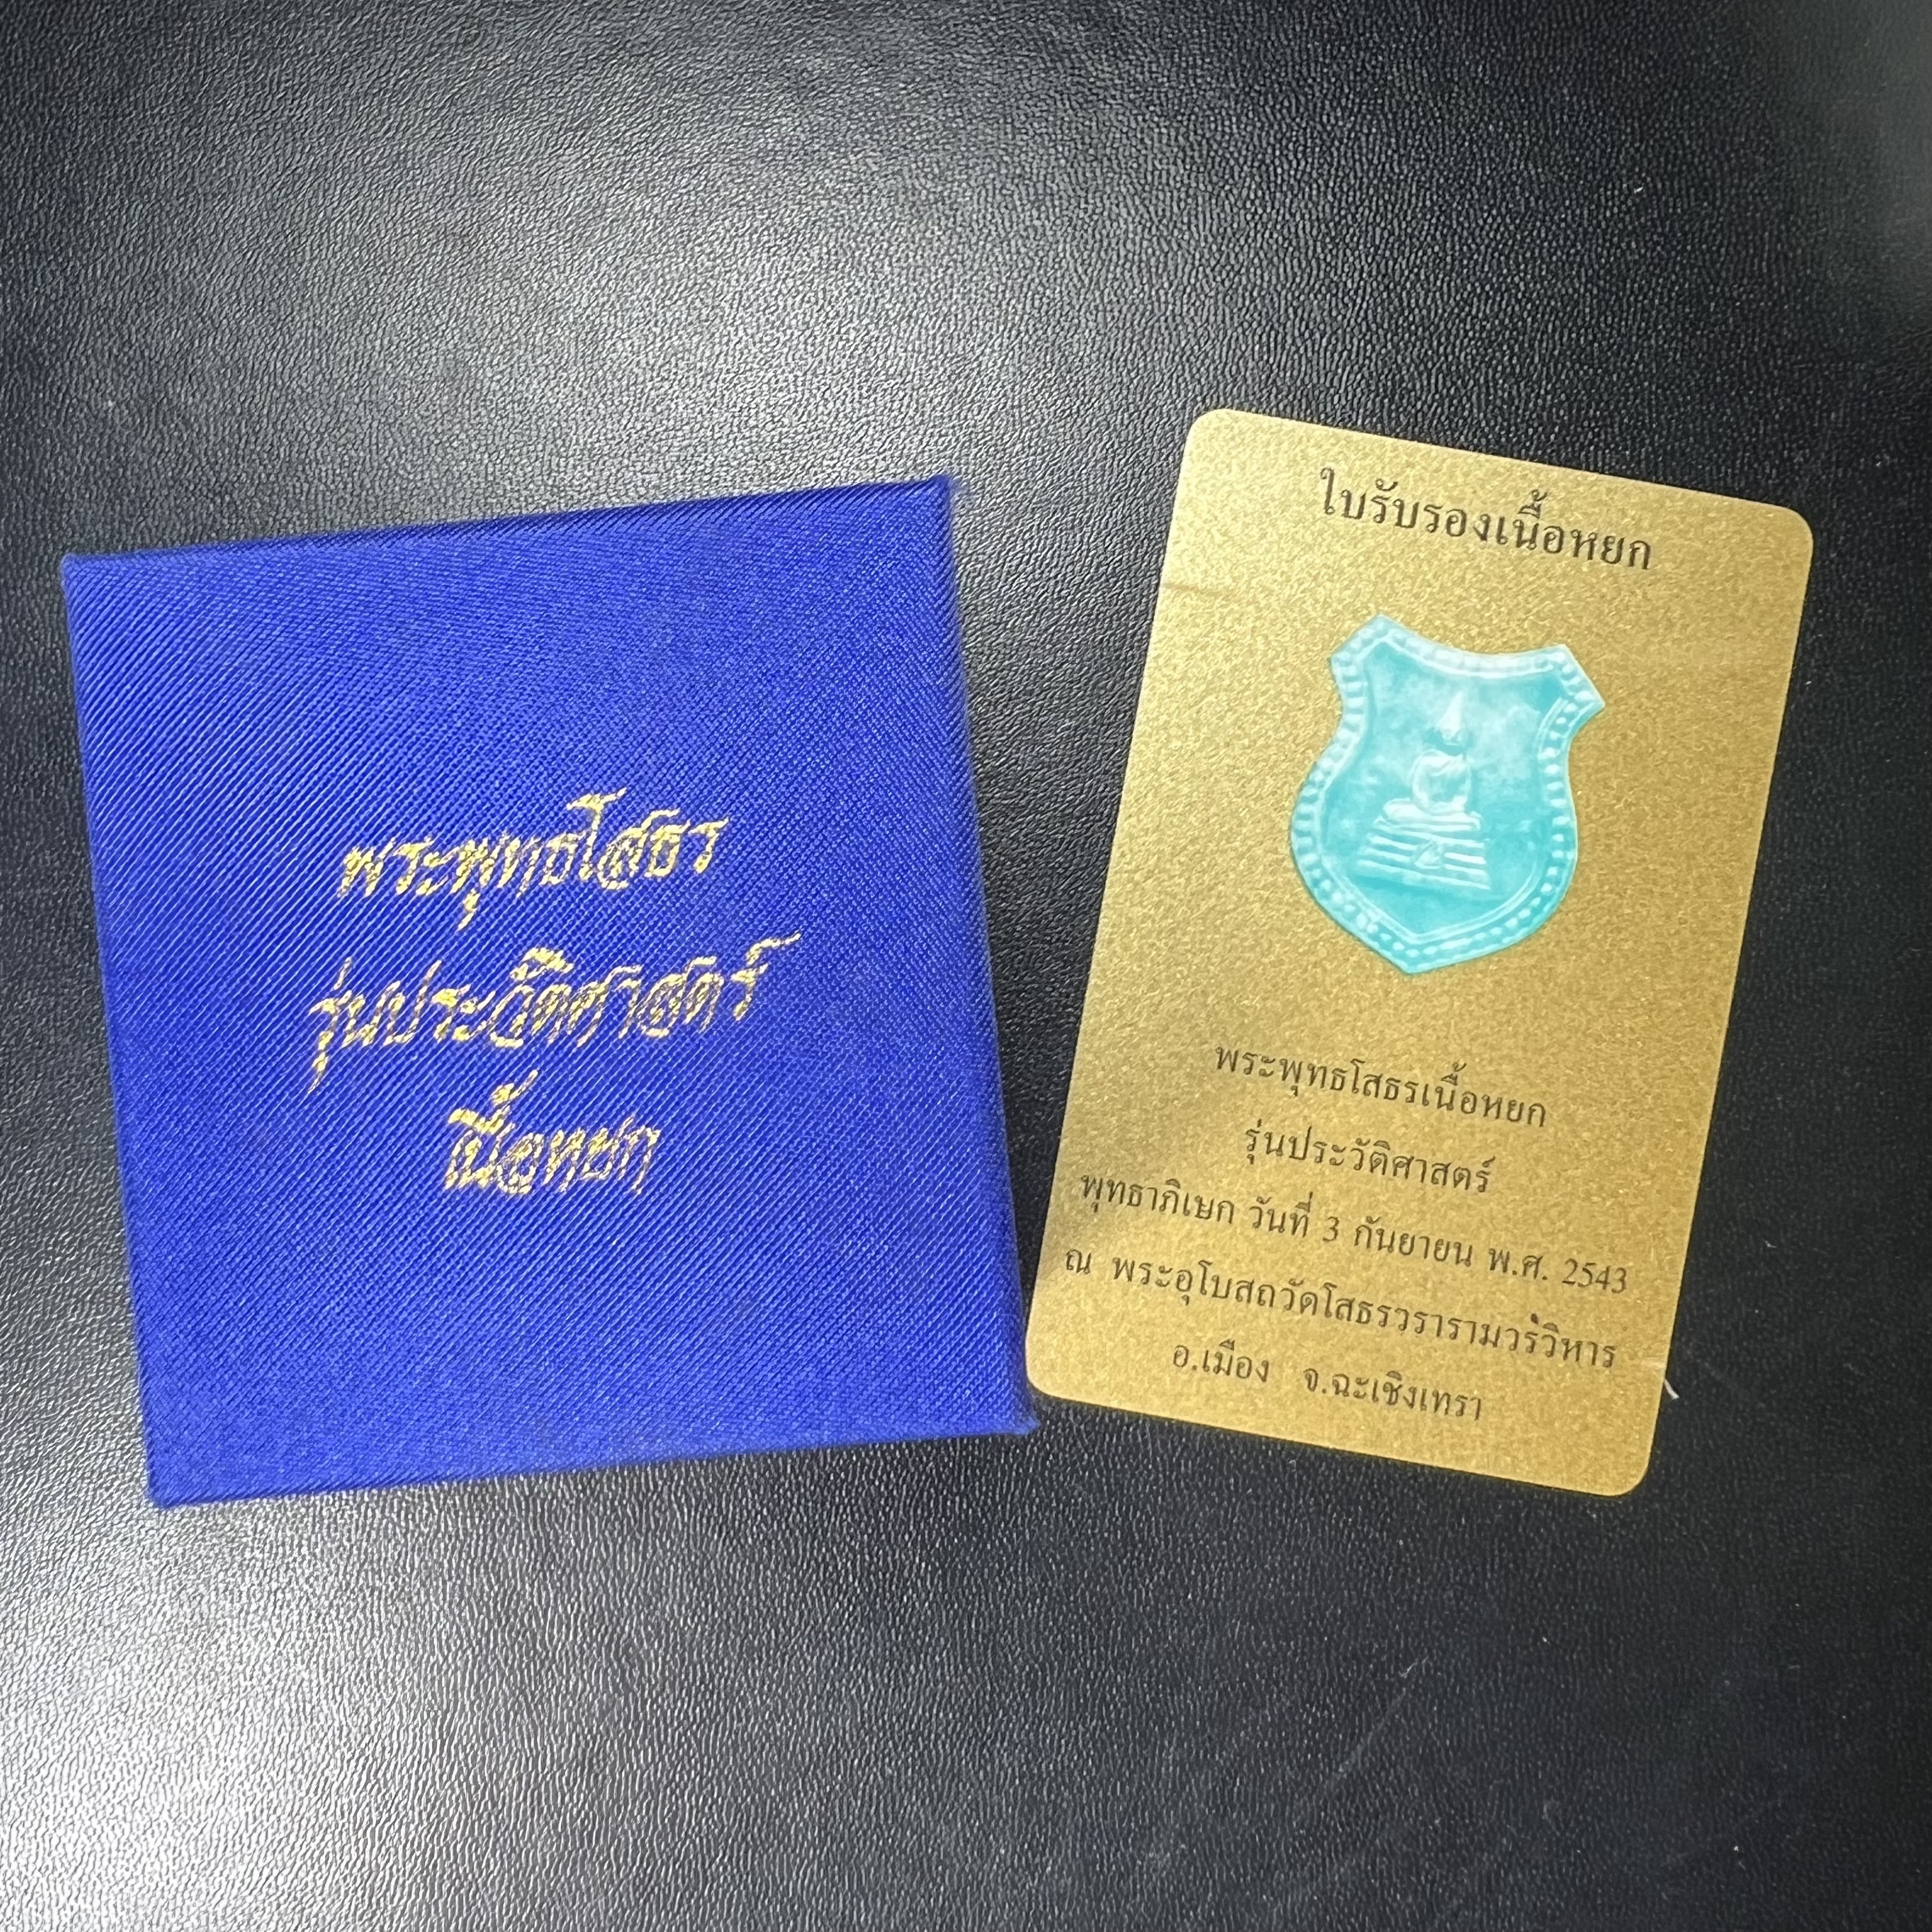 พระพุทธโสธร
รุ่นประวัติศาสตร์
เนื้อหยก
ใบรับรองเนื้อหยก
พระพุทธโสธรเนื้อหยก
รุ่นประวัติศาสตร์
พุทธาภิเษก วันที่ 3 กันยายน พ.ศ. 2543
ณ พระอุโบสถวัดโสธรวรารามวรวิหาร
อ.เมือง จ.ฉะเชิงเทรา